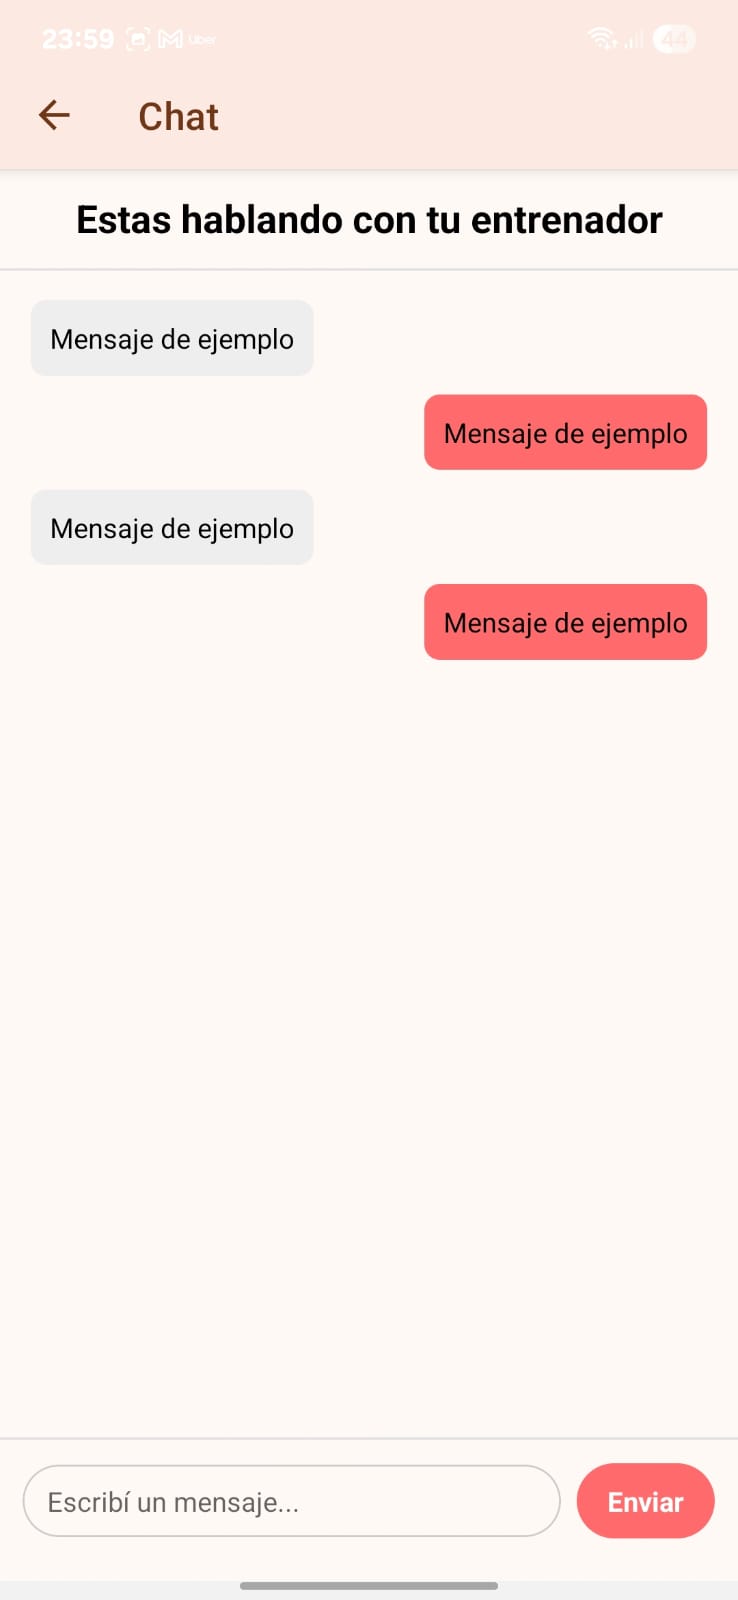 23:59 Uber 44
Chat
Estas hablando con tu entrenador
Mensaje de ejemplo
Mensaje de ejemplo
Mensaje de ejemplo
Mensaje de ejemplo
Escribí un mensaje...
Enviar